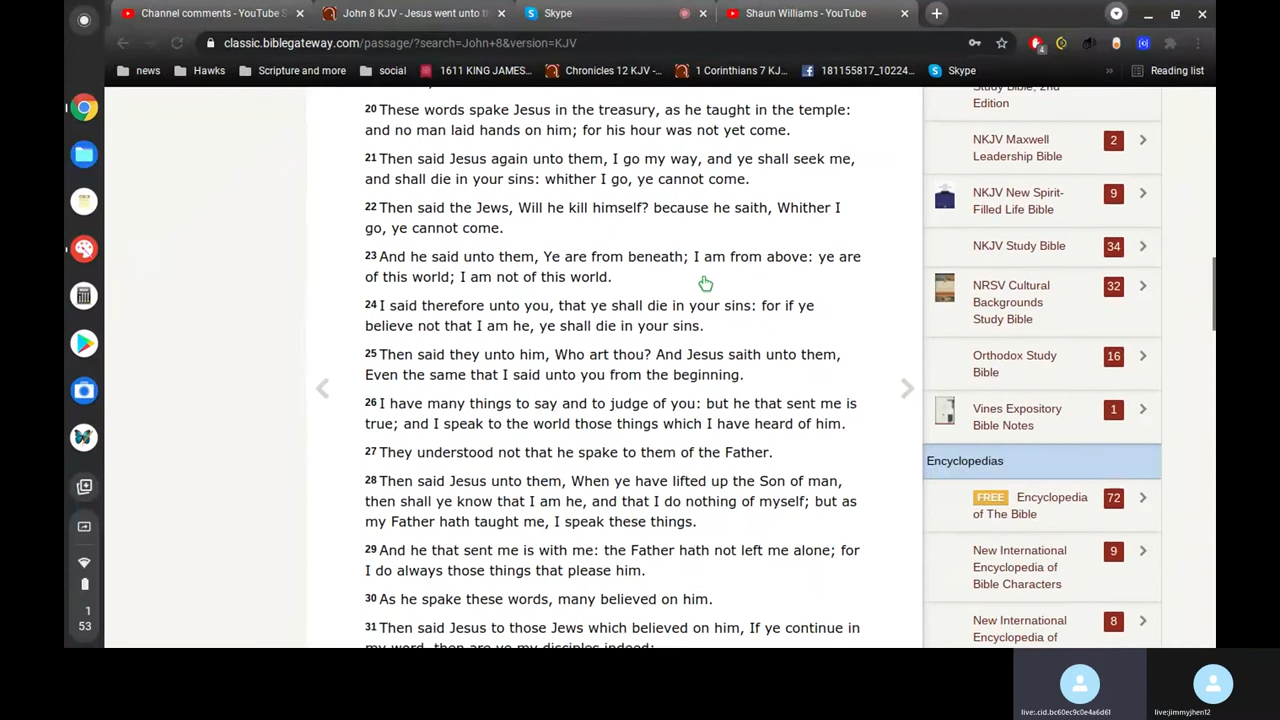 Channel comments - YouTube S
John 8 KJV - Jesus went unto t
Skype
Shaun Williams - YouTube
classic.biblegateway.com/passage/?search=John+8&version=KJV
4
news
Hawks
Scripture and more
social
1611 KING JAMES...
Chronicles 12 KJV -...
1 Corinthians 7 KJ...
181155817_10224...
Skype
»
Reading list
20 These words spake Jesus in the treasury, as he taught in the temple:
and no man laid hands on him; for his hour was not yet come.
21 Then said Jesus again unto them, I go my way, and ye shall seek me,
and shall die in your sins: whither I go, ye cannot come.
22 Then said the Jews, Will he kill himself? because he saith, Whither I
go, ye cannot come.
23 And he said unto them, Ye are from beneath; I am from above: ye are
of this world; I am not of this world.
24 I said therefore unto you, that ye shall die in your sins: for if ye
believe not that I am he, ye shall die in your sins.
25 Then said they unto him, Who art thou? And Jesus saith unto them,
Even the same that I said unto you from the beginning.
26 I have many things to say and to judge of you: but he that sent me is
true; and I speak to the world those things which I have heard of him.
27 They understood not that he spake to them of the Father.
28 Then said Jesus unto them, When ye have lifted up the Son of man,
then shall ye know that I am he, and that I do nothing of myself; but as
my Father hath taught me, I speak these things.
29 And he that sent me is with me: the Father hath not left me alone; for
I do always those things that please him.
30 As he spake these words, many believed on him.
31 Then said Jesus to those Jews which believed on him, If ye continue in
my word, then are ye my disciples indeed;
Study Bible, 2nd
Edition
NKJV Maxwell
Leadership Bible
2
NKJV New Spirit-
Filled Life Bible
9
NKJV Study Bible
34
NRSV Cultural
Backgrounds
Study Bible
32
Orthodox Study
Bible
16
Vines Expository
Bible Notes
1
Encyclopedias
FREE Encyclopedia
of The Bible
72
New International
Encyclopedia of
Bible Characters
9
New International
Encyclopedia of
8
1
53
live:.cid.bc60ec9c0e4a6d61
live:jimmyjhen12